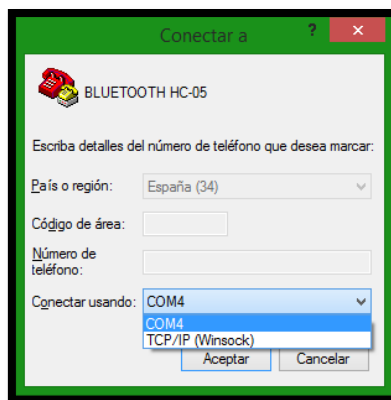 Conectar a
? ×
BLUETOOTH HC-05
Escriba detalles del número de teléfono que desea marcar:
País o región: España (34)
Código de área:
Número de
teléfono:
Conectar usando: COM4
COM4
TCP/IP (Winsock)
Aceptar Cancelar